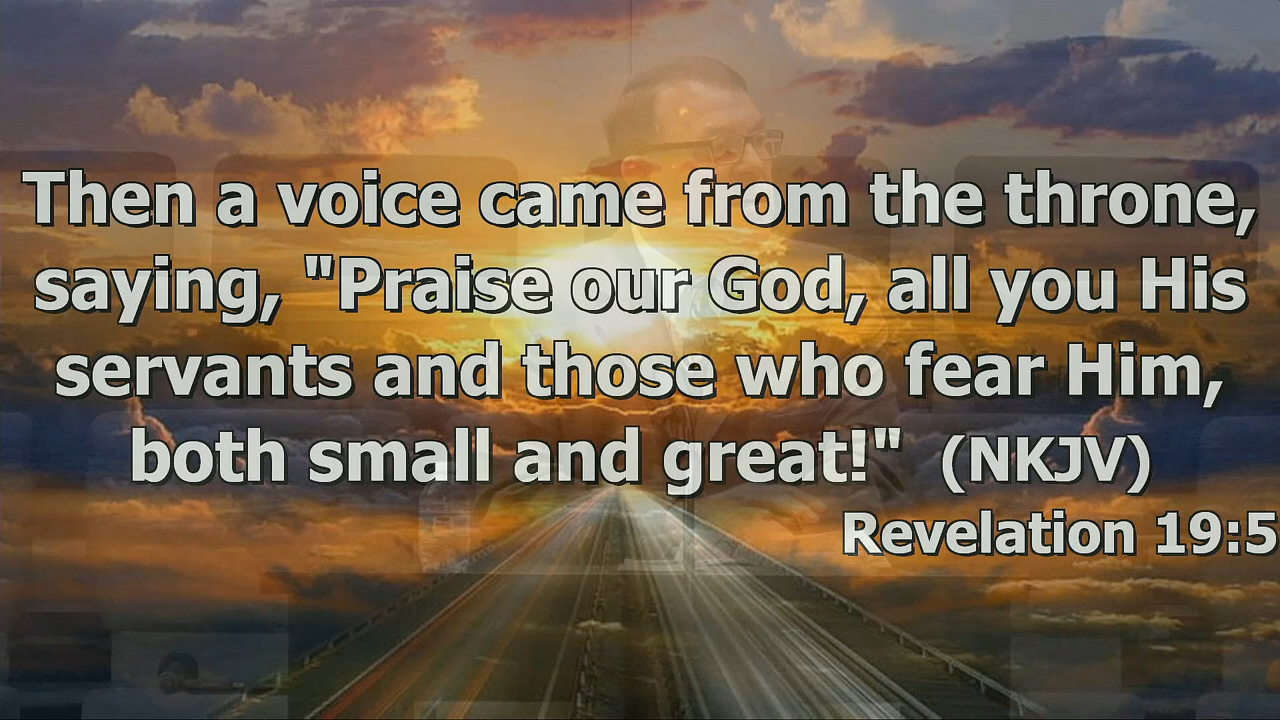 Then a voice came from the throne,
saying, "Praise our God, all you His
servants and those who fear Him,
both small and great!" (NKJV)
Revelation 19:5